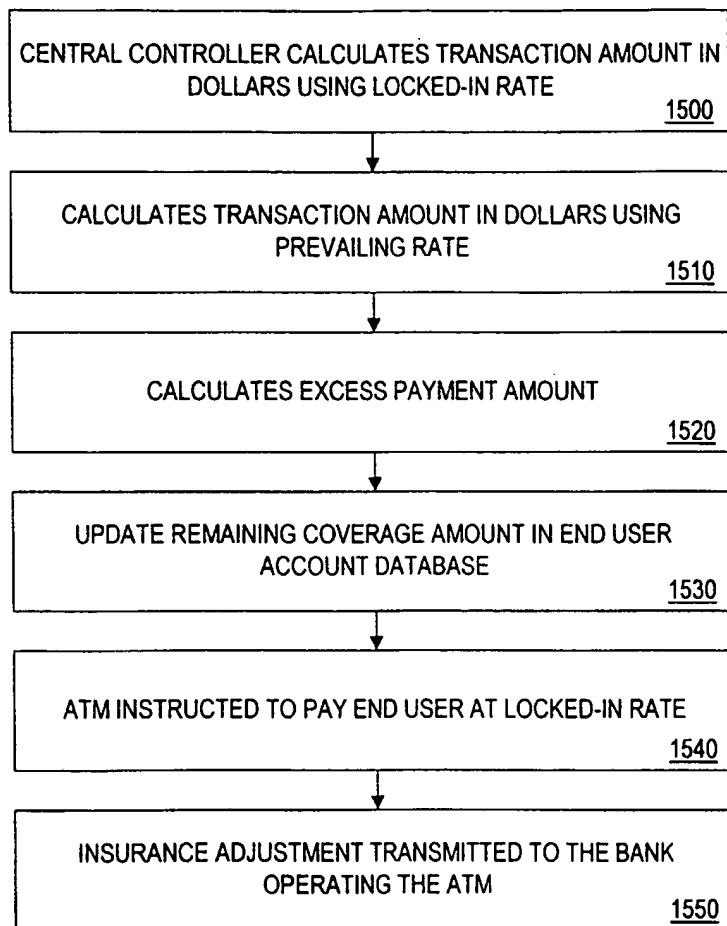 CENTRAL CONTROLLER CALCULATES TRANSACTION AMOUNT IN
DOLLARS USING LOCKED-IN RATE
1500
CALCULATES TRANSACTION AMOUNT IN DOLLARS USING
PREVAILING RATE
1510
CALCULATES EXCESS PAYMENT AMOUNT
1520
UPDATE REMAINING COVERAGE AMOUNT IN END USER
ACCOUNT DATABASE
1530
ATM INSTRUCTED TO PAY END USER AT LOCKED-IN RATE
1540
INSURANCE ADJUSTMENT TRANSMITTED TO THE BANK
OPERATING THE ATM
1550